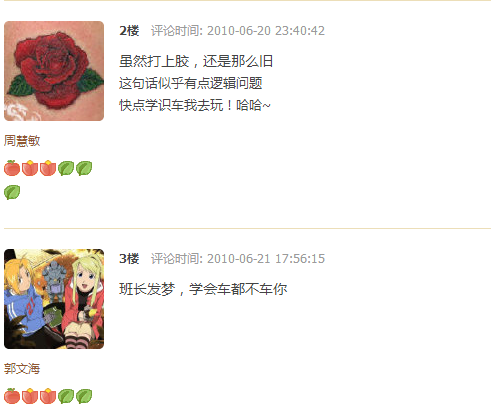 2楼 评论时间: 2010-06-20 23:40:42
虽然打上胶，还是那么旧
这句话似乎有点逻辑问题
快点学识车我去玩！哈哈~
周慧敏
3楼 评论时间: 2010-06-21 17:56:15
班长发梦，学会车都不车你
郭文海